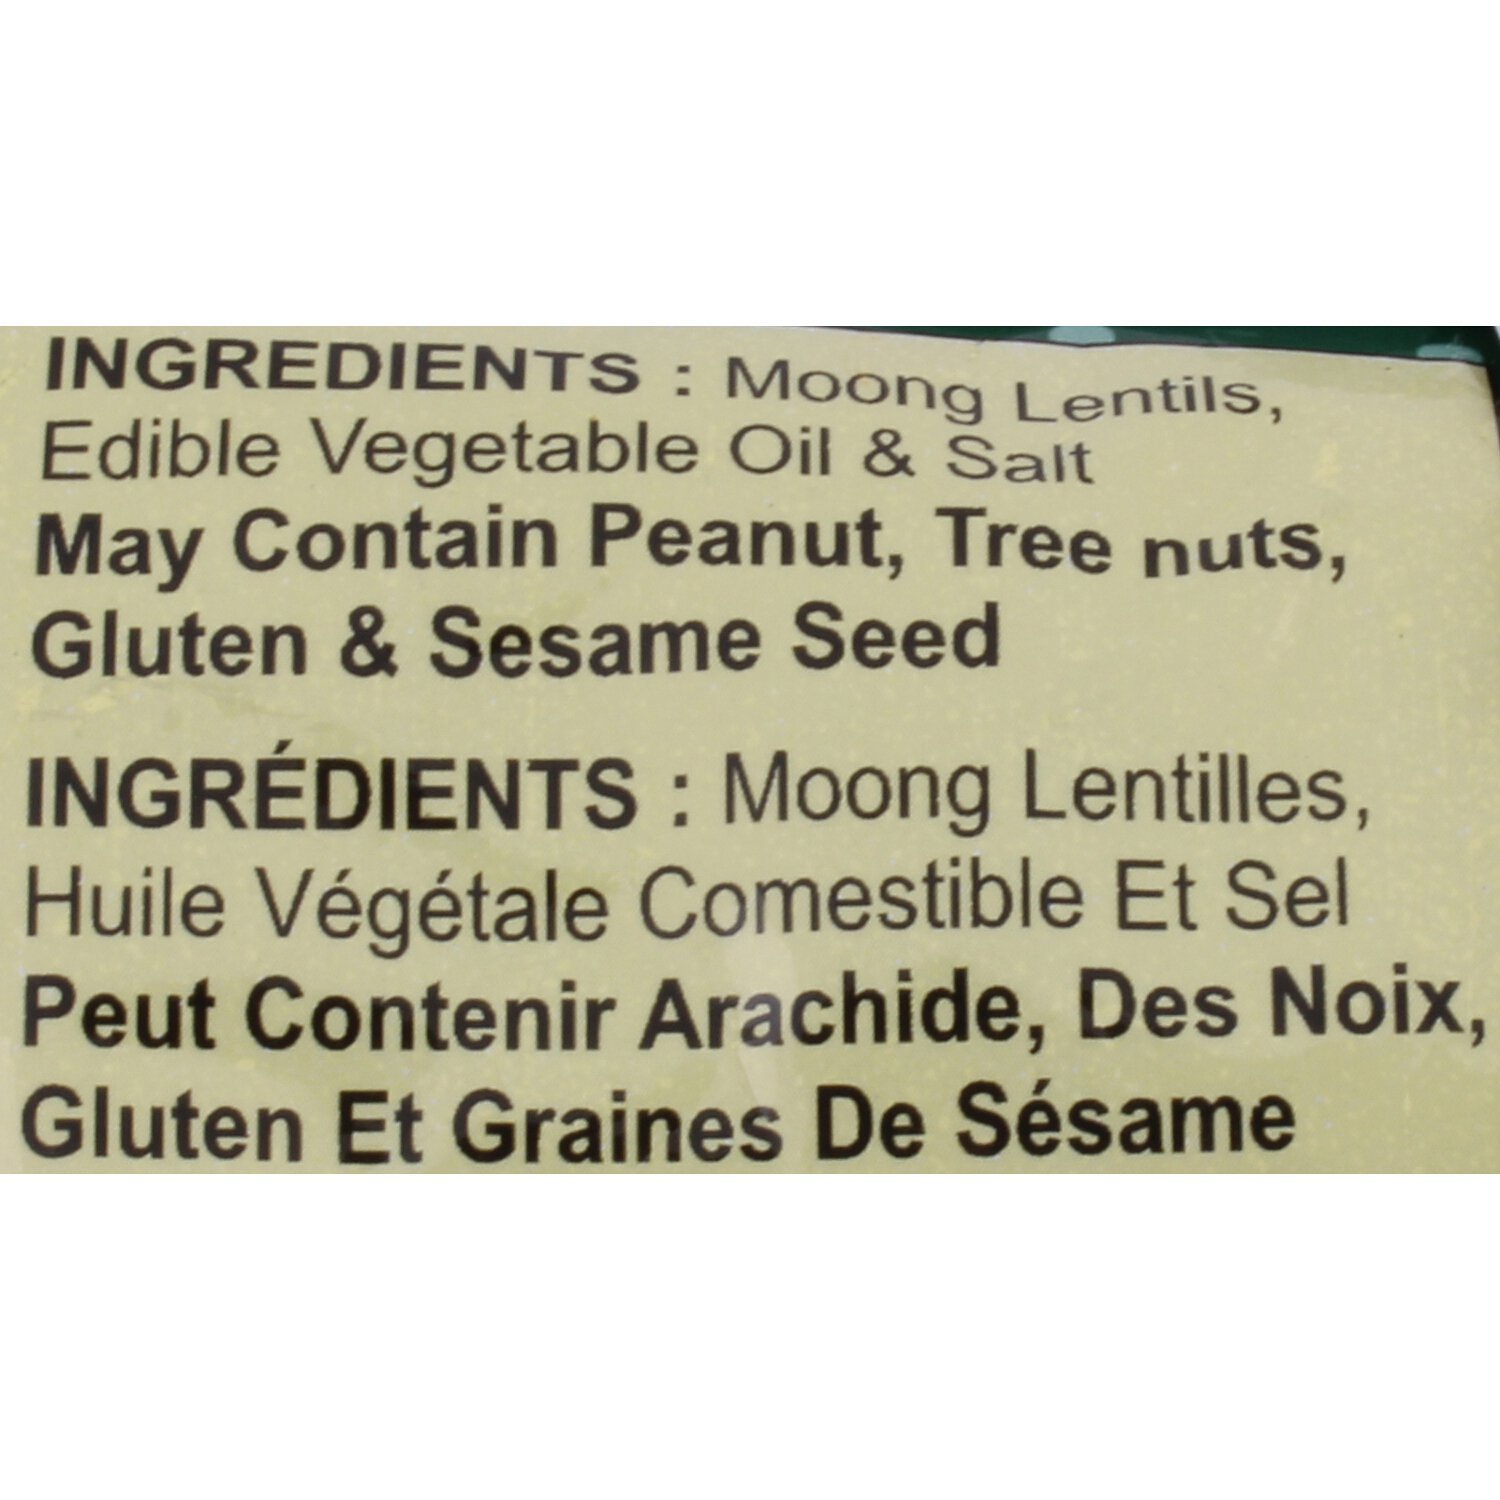 INGREDIENTS : Moong Lentils,
Edible Vegetable Oil & Salt
May Contain Peanut, Tree nuts,
Gluten & Sesame Seed
INGRÉDIENTS : Moong Lentilles,
Huile Végétale Comestible Et Sel
Peut Contenir Arachide, Des Noix,
Gluten Et Graines De Sésame